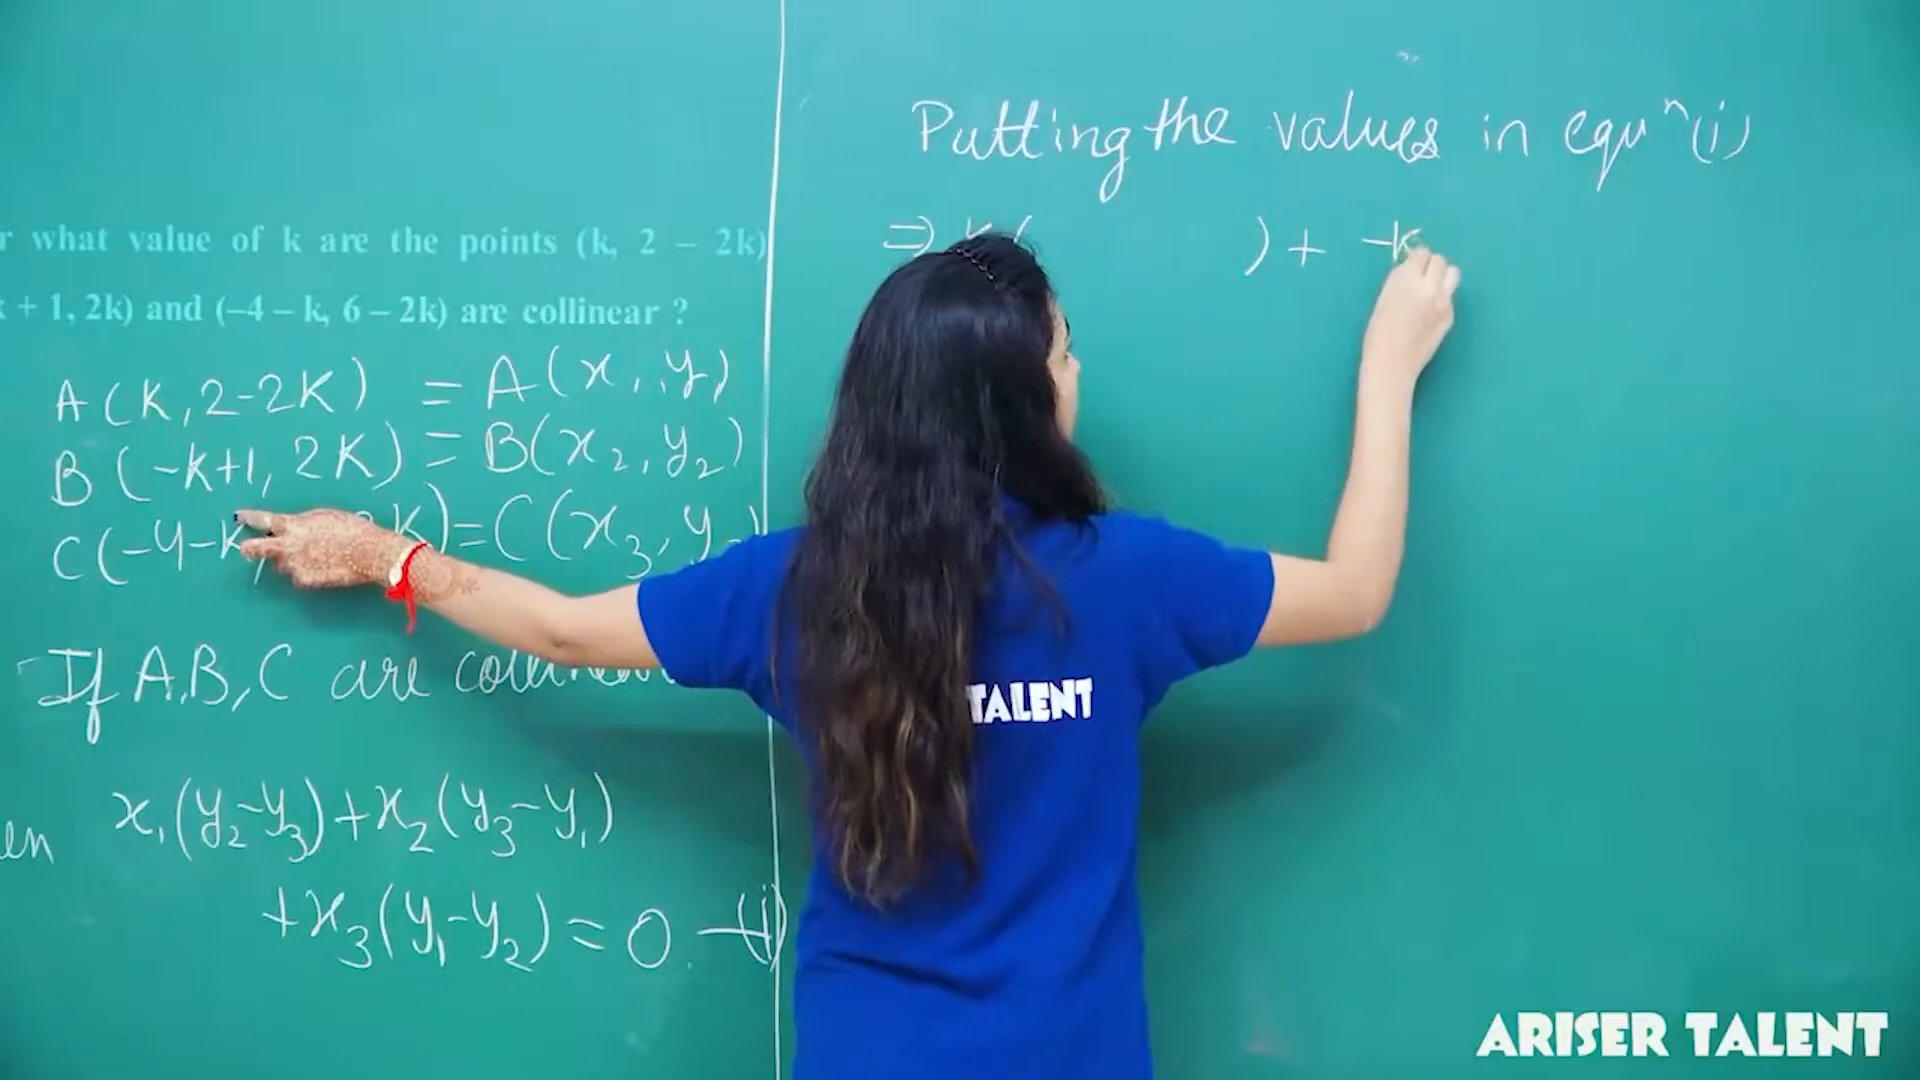 what value of k are the points (k, 2 – 2k)
+ 1, 2k) and (–4 – k, 6 – 2k) are collinear ?
A(K, 2-2K) = A(x₁, y₁)
B(-K+1, 2K) = B(x₂, y₂)
C(-4-K, K) = C(x₃, y
If A,B,C are
x₁(y₂-y₃)+x₂(y₃-y₁)
+x₃(y₁-y₂)=0 -(i)
Putting the values in equⁿ(i)
⇒ K( ) + -K
TALENT
ARISER TALENT